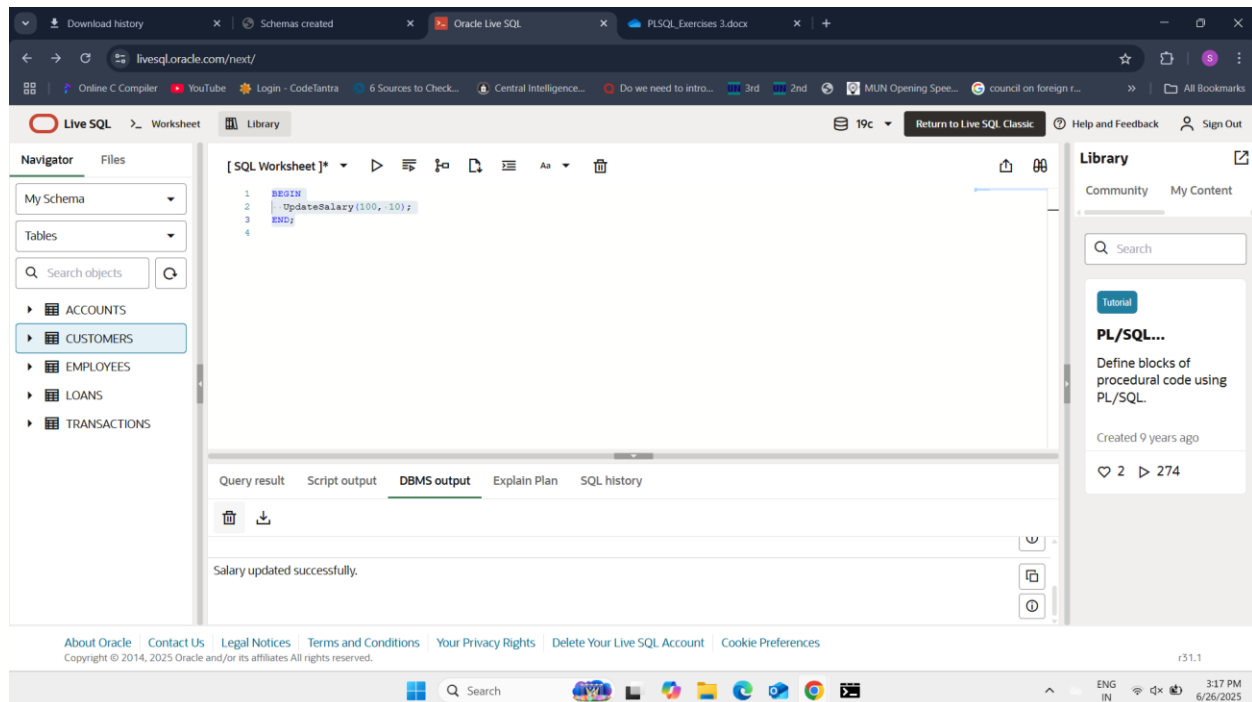 Download history
Schemas created
Oracle Live SQL
PLSQL_Exercises 3.docx
livesql.oracle.com/next/
S
Online C Compiler
YouTube
Login - CodeTantra
6 Sources to Check...
Central Intelligence...
Do we need to intro...
3rd
2nd
MUN Opening Spee...
council on foreign r...
»
All Bookmarks
Live SQL
Worksheet
Library
19c
Return to Live SQL Classic
Help and Feedback
Sign Out
Navigator
Files
My Schema
Tables
Search objects
ACCOUNTS
CUSTOMERS
EMPLOYEES
LOANS
TRANSACTIONS
[ SQL Worksheet ]*
Aa
1 BEGIN
2 UpdateSalary(100, 10);
3 END;
4
Query result
Script output
DBMS output
Explain Plan
SQL history
Salary updated successfully.
Library
Community
My Content
Search
Tutorial
PL/SQL...
Define blocks of
procedural code using
PL/SQL.
Created 9 years ago
2
274
About Oracle
Contact Us
Legal Notices
Terms and Conditions
Your Privacy Rights
Delete Your Live SQL Account
Cookie Preferences
Copyright © 2014, 2025 Oracle and/or its affiliates All rights reserved.
r31.1
Search
ENG
IN
3:17 PM
6/26/2025